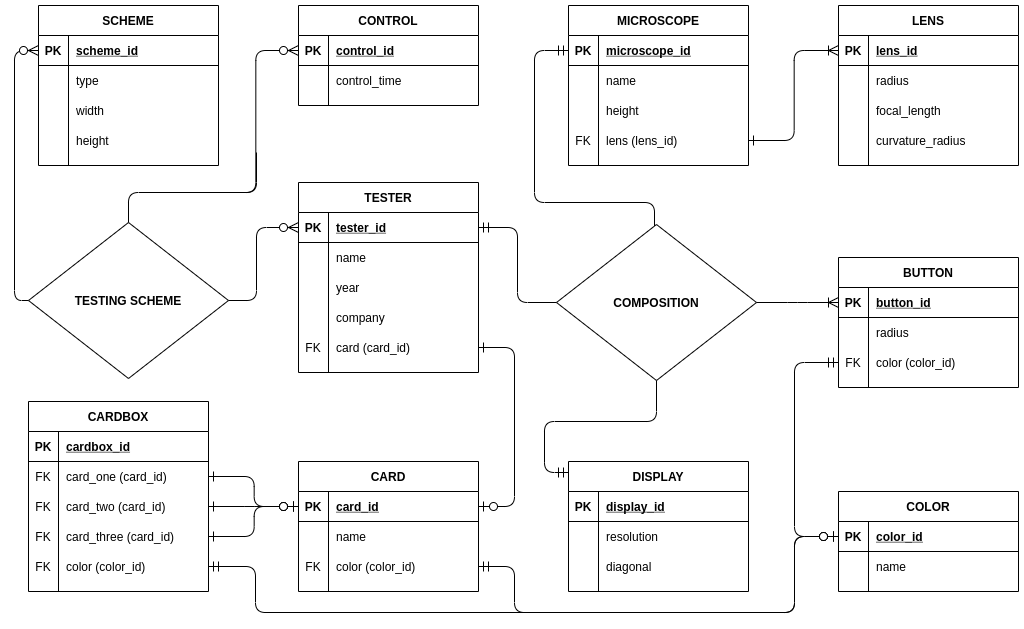 SCHEME
PK scheme_id
type
width
height
CONTROL
PK control_id
control_time
MICROSCOPE
PK microscope_id
name
height
FK lens (lens_id)
LENS
PK lens_id
radius
focal_length
curvature_radius
TESTING SCHEME
TESTER
PK tester_id
name
year
company
FK card (card_id)
COMPOSITION
BUTTON
PK button_id
radius
FK color (color_id)
CARDBOX
PK cardbox_id
FK card_one (card_id)
FK card_two (card_id)
FK card_three (card_id)
FK color (color_id)
CARD
PK card_id
name
FK color (color_id)
DISPLAY
PK display_id
resolution
diagonal
COLOR
PK color_id
name